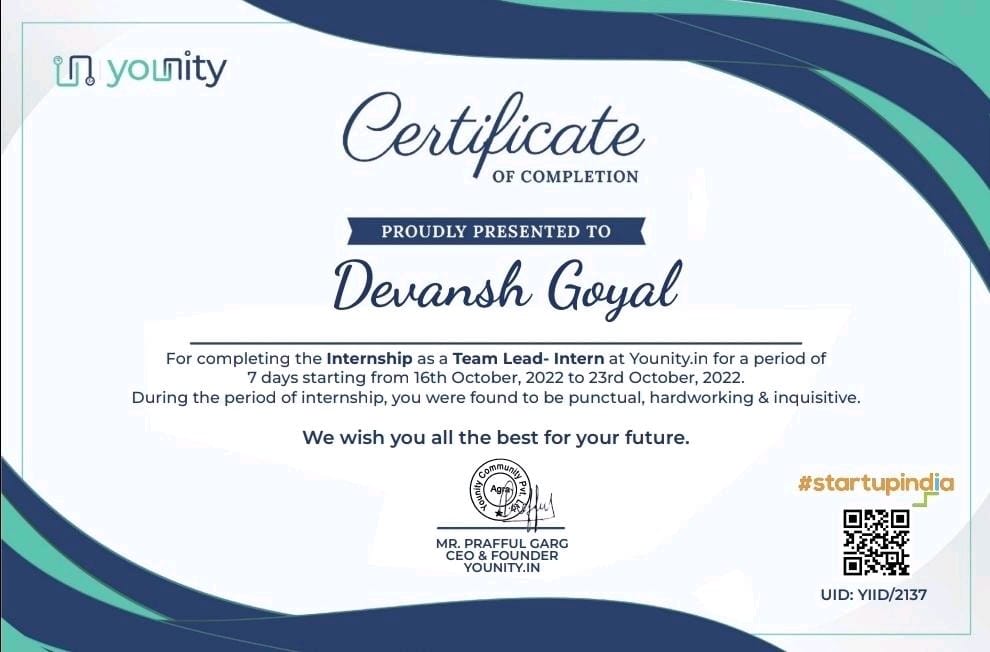 younity
Certificate
OF COMPLETION
PROUDLY PRESENTED TO
Devansh Goyal
For completing the Internship as a Team Lead- Intern at Younity.in for a period of
7 days starting from 16th October, 2022 to 23rd October, 2022.
During the period of internship, you were found to be punctual, hardworking & inquisitive.
We wish you all the best for your future.
Younity Community Pvt. Ltd.
Agra
#startupindia
MR. PRAFFUL GARG
CEO & FOUNDER
YOUNITY.IN
UID: YIID/2137